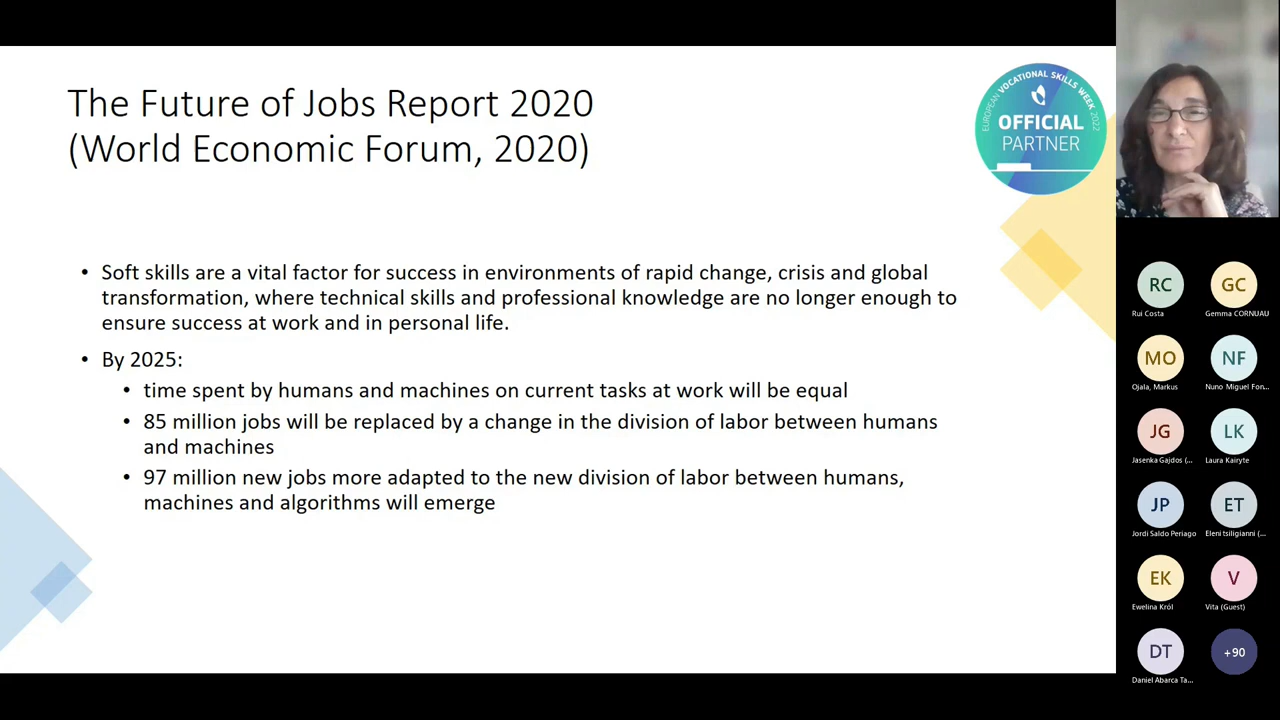 The Future of Jobs Report 2020
(World Economic Forum, 2020)
EUROPEAN VOCATIONAL SKILLS WEEK 2022
OFFICIAL
PARTNER
• Soft skills are a vital factor for success in environments of rapid change, crisis and global
transformation, where technical skills and professional knowledge are no longer enough to
ensure success at work and in personal life.
• By 2025:
• time spent by humans and machines on current tasks at work will be equal
• 85 million jobs will be replaced by a change in the division of labor between humans
and machines
• 97 million new jobs more adapted to the new division of labor between humans,
machines and algorithms will emerge
RC
Rui Costa
GC
Gemma CORNUAU
MO
Ojala, Markus
NF
Nuno Miguel Fon...
JG
Jasenka Gajdos (...
LK
Laura Kairyte
JP
Jordi Saldo Periago
ET
Eleni tsiligianni (...
EK
Ewelina Król
V
Vita (Guest)
DT
Daniel Abarca Ta...
+90